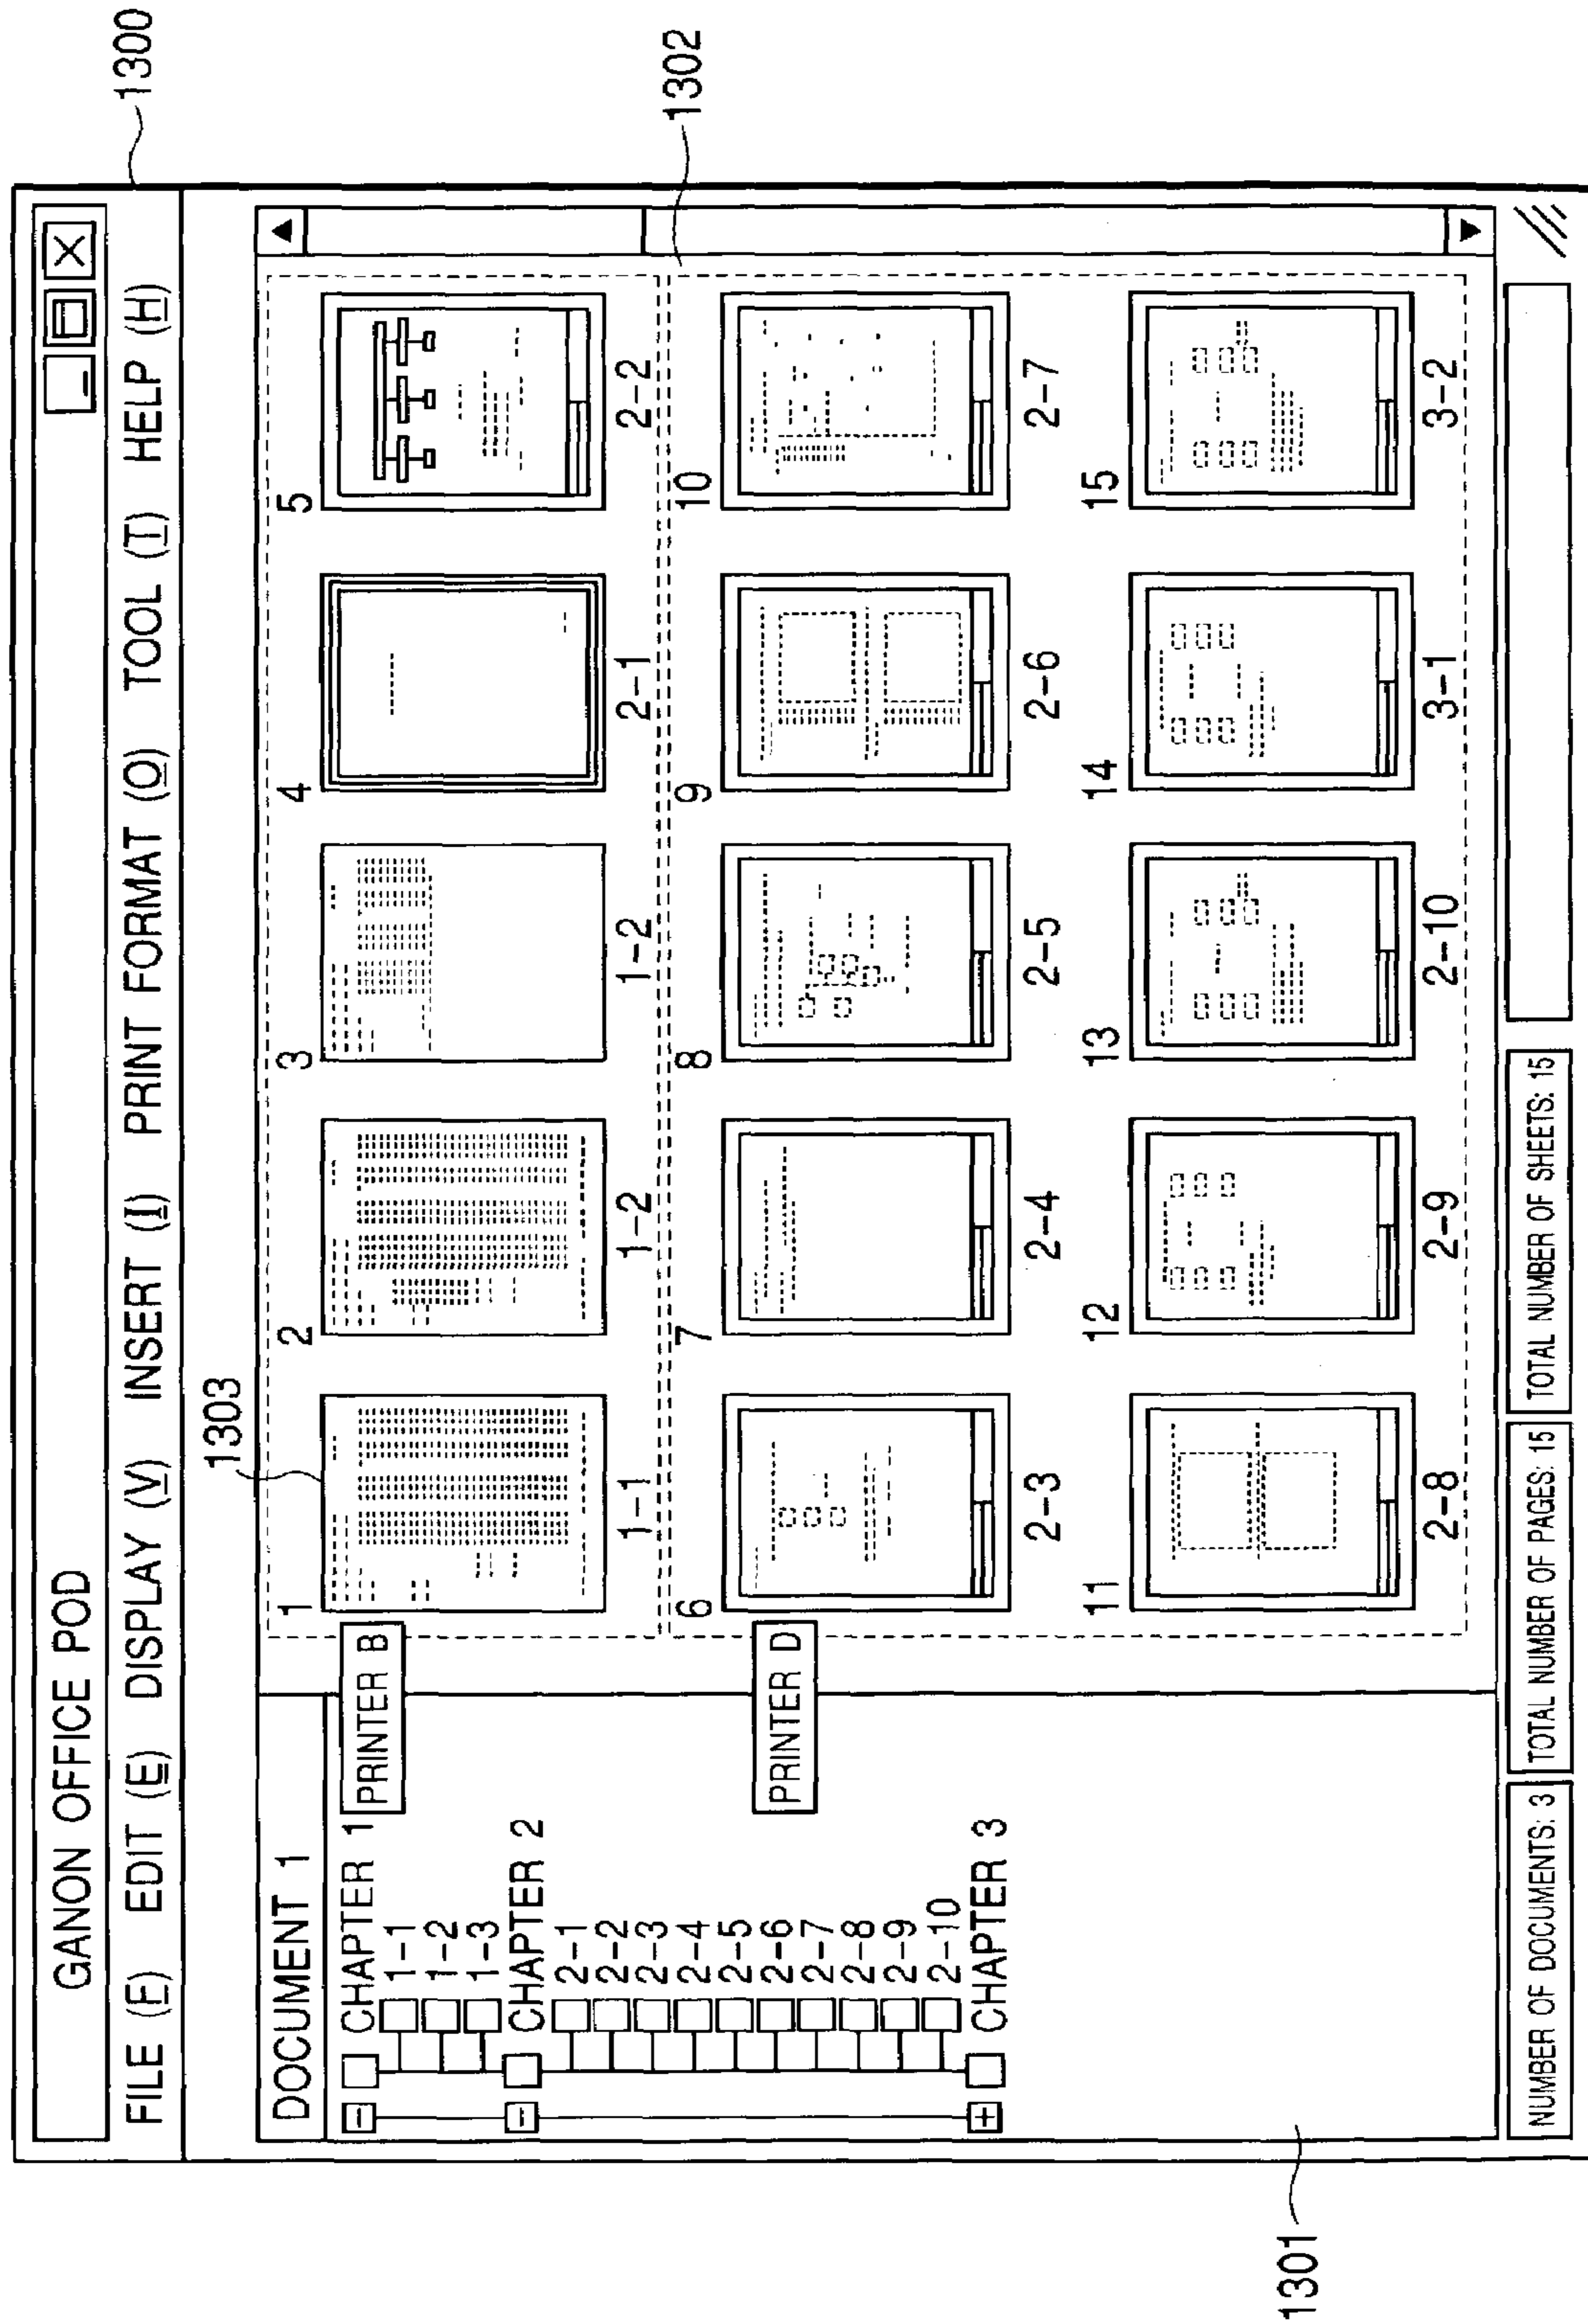 GANON OFFICE POD
FILE (F) EDIT (E) DISPLAY (V) INSERT (I) PRINT FORMAT (O) TOOL (T) HELP (H)
1300
1303
DOCUMENT 1
CHAPTER 1
1-1
1-2
1-3
CHAPTER 2
2-1
2-2
2-3
2-4
2-5
2-6
2-7
2-8
2-9
2-10
CHAPTER 3
PRINTER B
1 2 3 4 5
1-1 1-2 1-2 2-1 2-2
1302
PRINTER D
6 7 8 9 10
2-3 2-4 2-5 2-6 2-7
11 12 13 14 15
2-8 2-9 2-10 3-1 3-2
1301
NUMBER OF DOCUMENTS: 3 TOTAL NUMBER OF PAGES: 15 TOTAL NUMBER OF SHEETS: 15